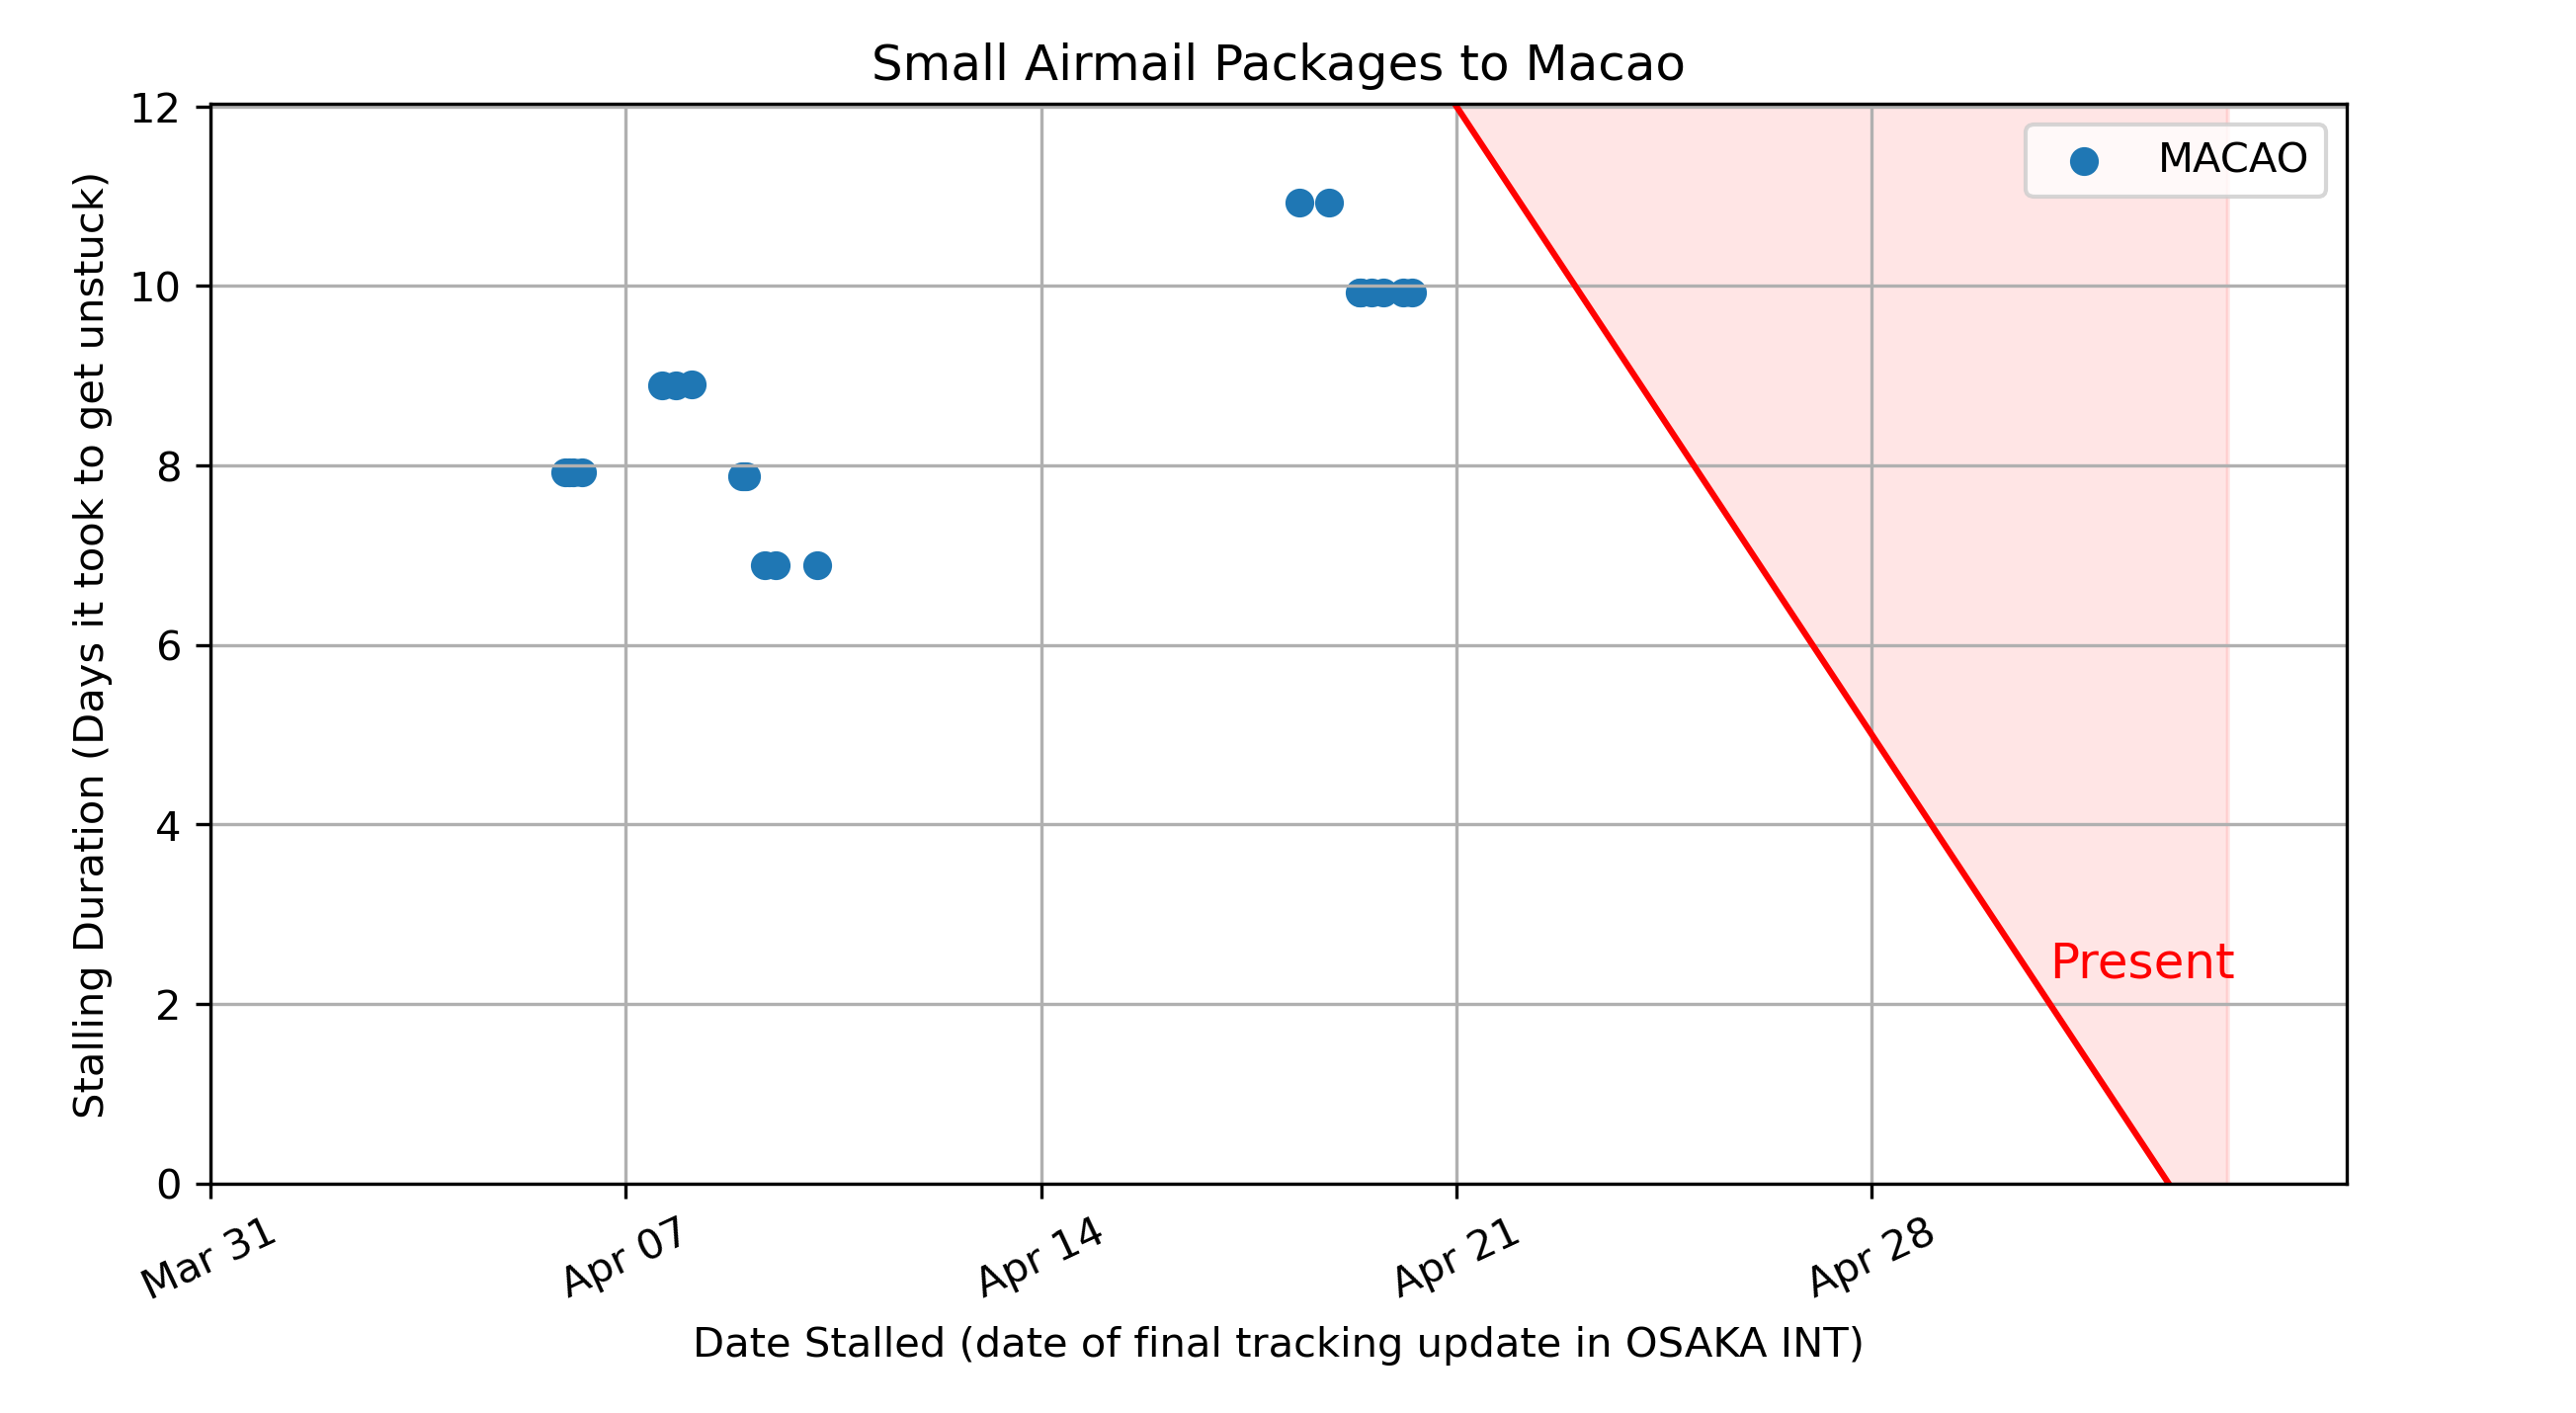 Small Airmail Packages to Macao
Stalling Duration (Days it took to get unstuck)
12
10
8
6
4
2
0
MACAO
Present
Mar 31
Apr 07
Apr 14
Apr 21
Apr 28
Date Stalled (date of final tracking update in OSAKA INT)